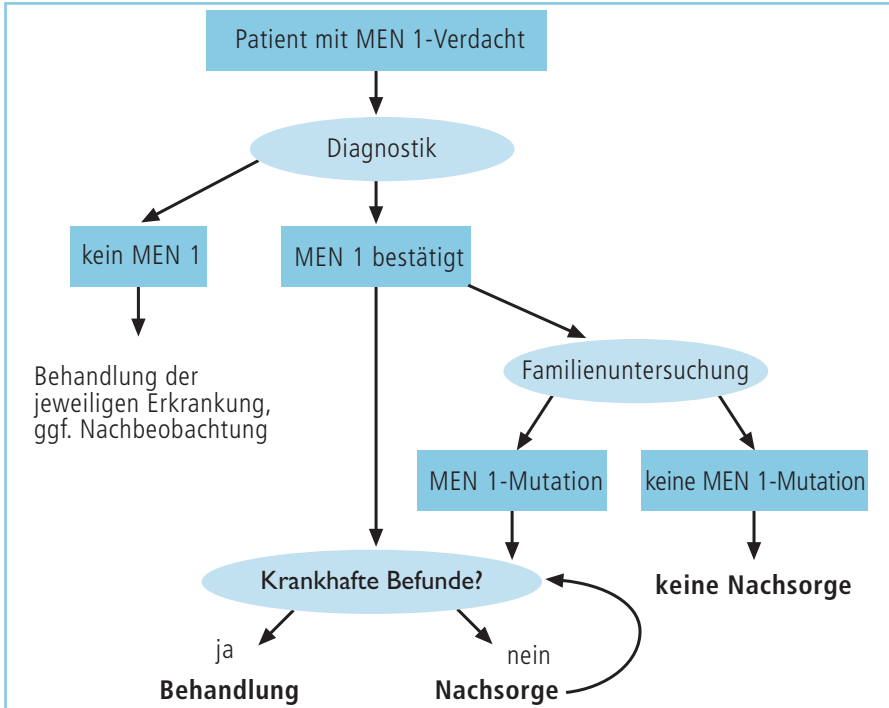 Patient mit MEN 1-Verdacht
Diagnostik
kein MEN 1
MEN 1 bestätigt
Behandlung der
jeweiligen Erkrankung,
ggf. Nachbeobachtung
Familienuntersuchung
MEN 1-Mutation
keine MEN 1-Mutation
Krankhafte Befunde?
keine Nachsorge
ja
nein
Behandlung
Nachsorge